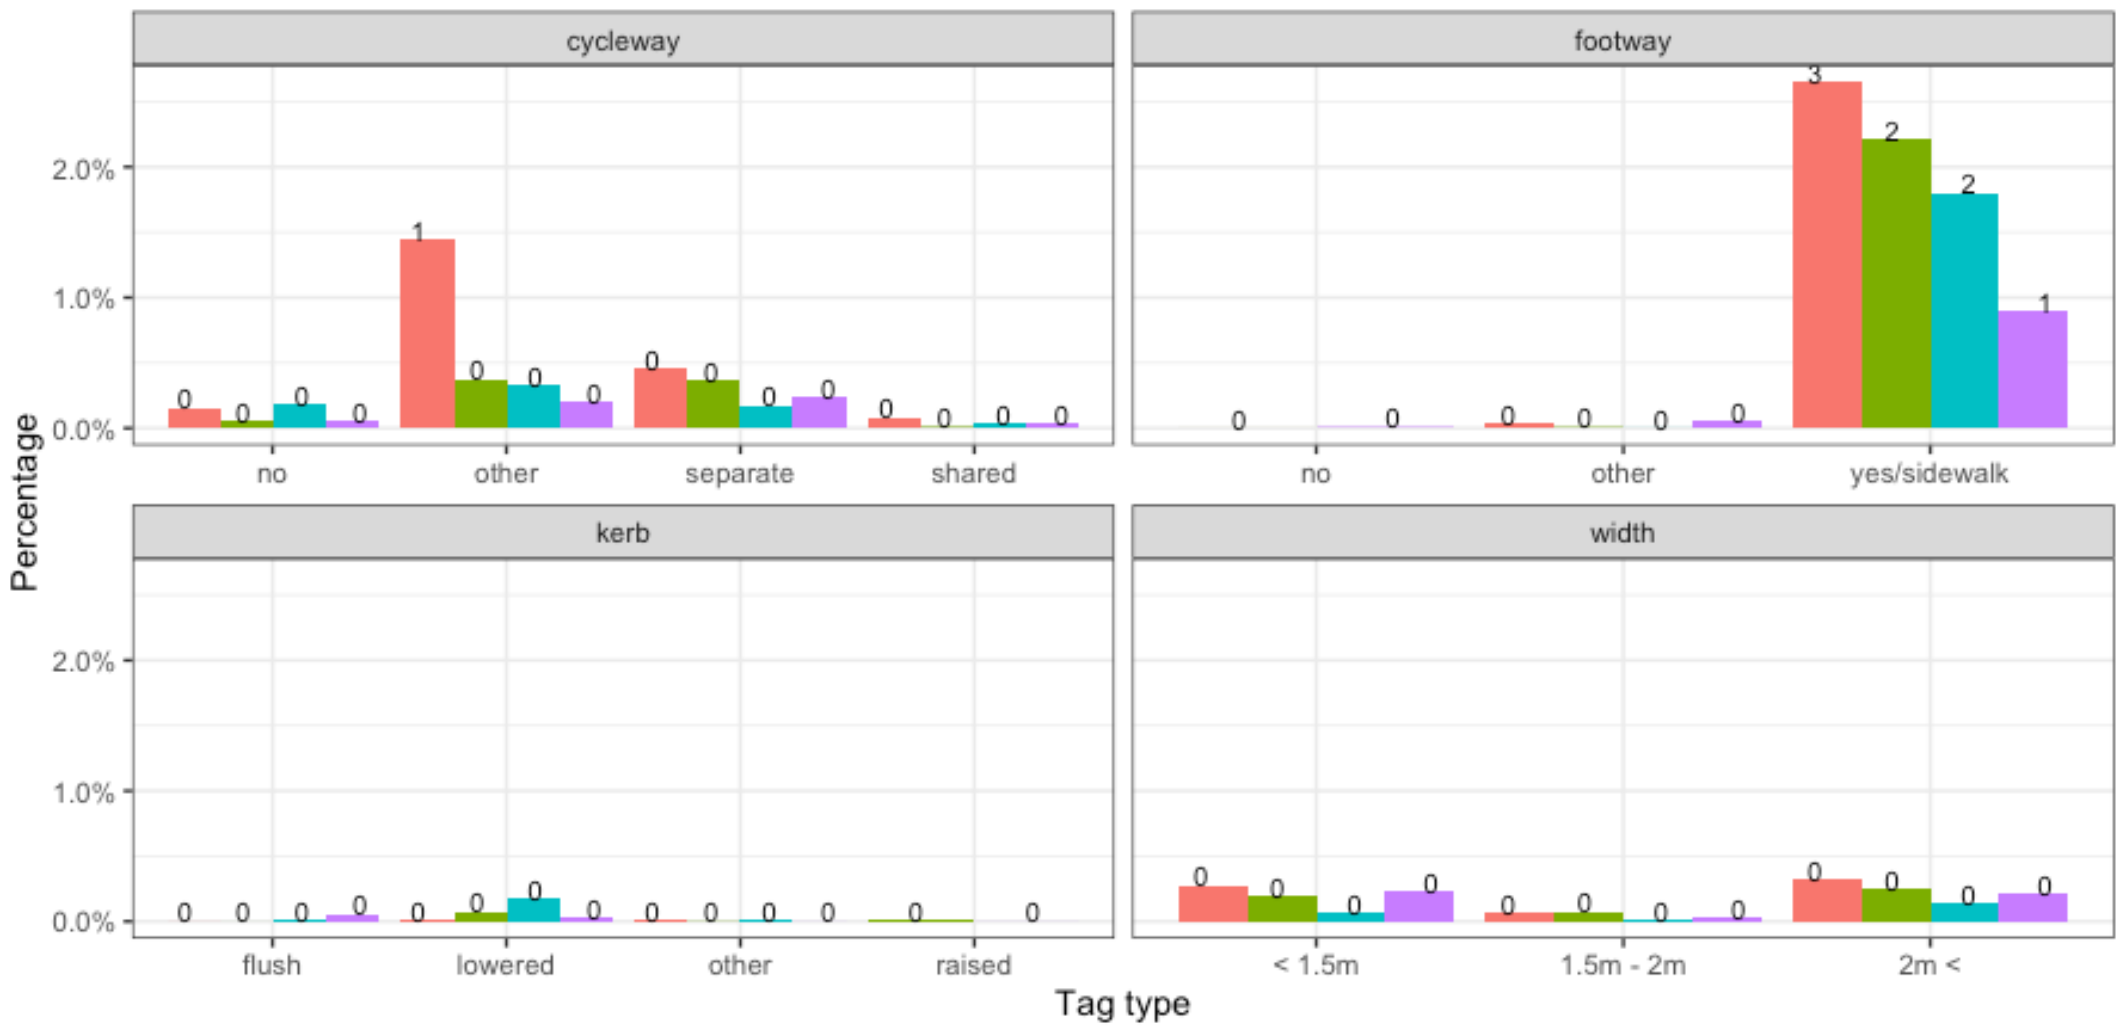 cycleway
footway
3
2
2
1
2.0%
1.0%
0.0%
1
0 0 0 0
0 0 0
0 0 0 0
0 0 0 0
0 0
0 0 0 0
no other separate shared
no other yes/sidewalk
Percentage
kerb
width
2.0%
1.0%
0.0%
0 0 0 0
0 0 0 0
0 0 0 0
0 0
0 0 0 0
0 0 0 0
0 0 0 0
flush lowered other raised
< 1.5m 1.5m - 2m 2m <
Tag type